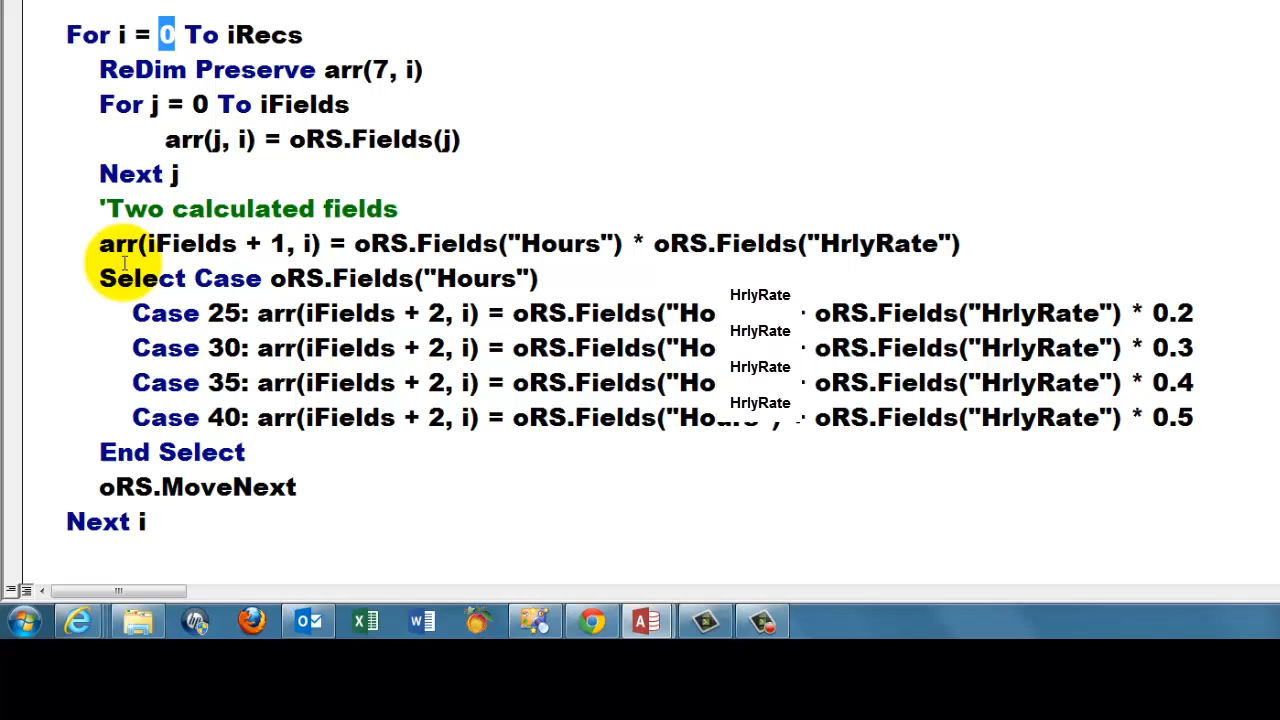 For i = 0 To iRecs
ReDim Preserve arr(7, i)
For j = 0 To iFields
arr(j, i) = oRS.Fields(j)
Next j
'Two calculated fields
arr(iFields + 1, i) = oRS.Fields("Hours") * oRS.Fields("HrlyRate")
Select Case oRS.Fields("Hours")
HrlyRate
Case 25: arr(iFields + 2, i) = oRS.Fields("Ho oRS.Fields("HrlyRate") * 0.2
HrlyRate
Case 30: arr(iFields + 2, i) = oRS.Fields("Ho oRS.Fields("HrlyRate") * 0.3
HrlyRate
Case 35: arr(iFields + 2, i) = oRS.Fields("Ho oRS.Fields("HrlyRate") * 0.4
HrlyRate
Case 40: arr(iFields + 2, i) = oRS.Fields("Hours") oRS.Fields("HrlyRate") * 0.5
End Select
oRS.MoveNext
Next i